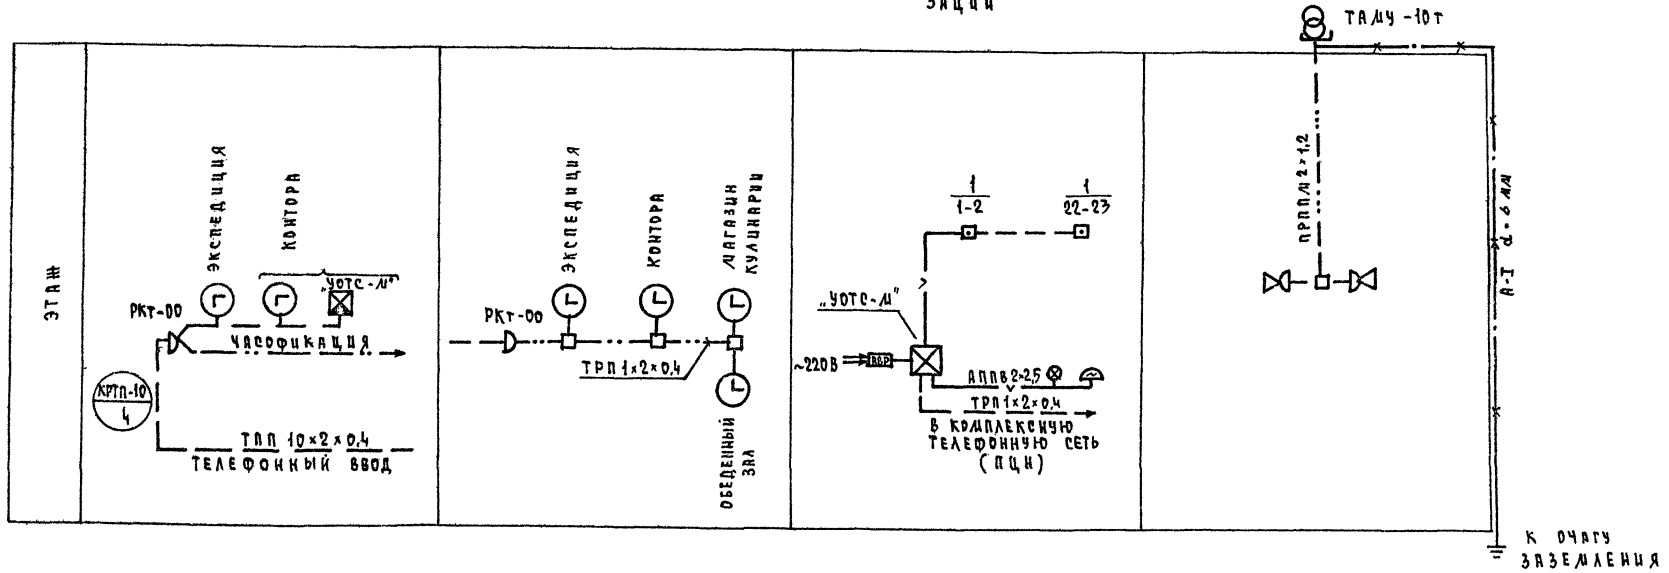 ЗАЦИИ
ТАМУ-10Т
ЭТАЖ
ЭКСПЕДИЦИЯ
КОНТОРА
„УОТС-М"
РКТ-00
ЧАСОФИКАЦИЯ
КРТП-10
4
ТПП 10×2×0,4
ТЕЛЕФОННЫЙ ВВОД
ЭКСПЕДИЦИЯ
КОНТОРА
МАГАЗИН
КУЛИНАРИИ
РКТ-00
ТРП 1×2×0,4
ОБЕДЕННЫЙ
ЗАЛ
1
1-2
1
22-23
„УОТС-М"
~220В
АППВ 2×2,5
ТРП 1×2×0,4
В КОМПЛЕКСНУЮ
ТЕЛЕФОННУЮ СЕТЬ
(ПЦН)
ПРППМ 2×1,2
А-I d=6 ММ
К ОЧАГУ
ЗАЗЕМЛЕНИЯ